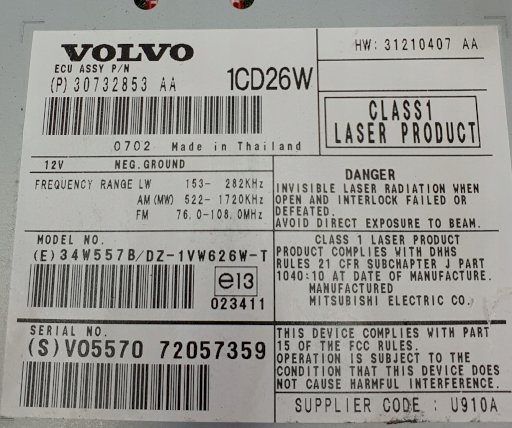 VOLVO
ECU ASSY P/N
(P) 30732853 AA
1CD26W
HW: 31210407 AA
CLASS1
LASER PRODUCT
0702 Made in Thailand
12V NEG.GROUND
FREQUENCY RANGE LW 153- 282KHz
AM(MW) 522- 1720KHz
FM 76.0-108.0MHz
DANGER
INVISIBLE LASER RADIATION WHEN
OPEN AND INTERLOCK FAILED OR
DEFEATED.
AVOID DIRECT EXPOSURE TO BEAM.
MODEL NO.
(E) 34W557B/DZ-1VW626W-T
e13
023411
CLASS 1 LASER PRODUCT
PRODUCT COMPLIES WITH DHHS
RULES 21 CFR SUBCHAPTER J PART
1040:10 AT DATE OF MANUFACTURE.
MANUFACTURED
MITSUBISHI ELECTRIC CO.
SERIAL NO.
(S) VO5570 72057359
THIS DEVICE COMPLIES WITH PART
15 OF THE FCC RULES.
OPERATION IS SUBJECT TO THE
CONDITION THAT THIS DEVICE DOES
NOT CAUSE HARMFUL INTERFERENCE.
SUPPLIER CODE : U910A